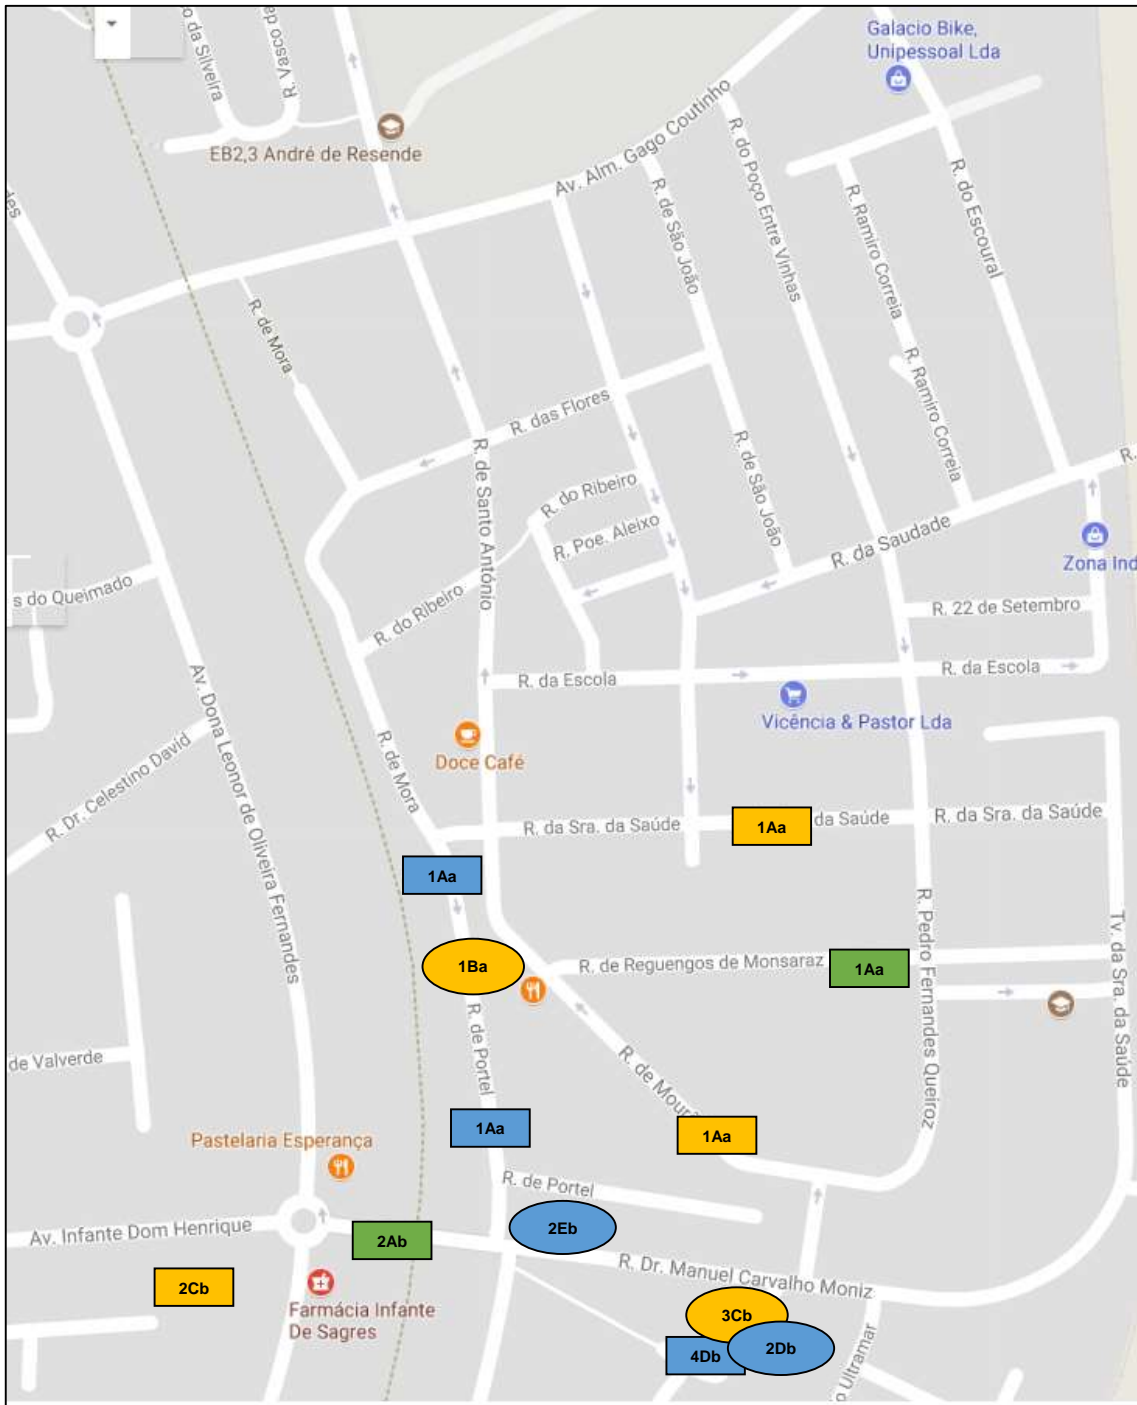 Galacio Bike,
Unipessoal Lda
o da Silveira
R. Vasco da
EB2,3 André de Resende
Av. Alm. Gago Coutinho
R. do Poço Entre Vinhas
R. de São João
R. Ramiro Correia
R. do Escoural
des
R. de Mora
R. Ramiro Correia
R. das Flores
R. de Santo António
R. de São João
R.
R. do Ribeiro
R. Poe. Aleixo
R. da Saudade
Zona Ind
s do Queimado
R. do Ribeiro
R. 22 de Setembro
R. da Escola
R. da Escola
Av. Dona Leonor de Oliveira Fernandes
Vicência & Pastor Lda
R. Dr. Celestino David
R. de Mora
Doce Café
R. da Sra. da Saúde
1Aa
da Saúde
R. da Sra. da Saúde
1Aa
R. Pedro Fernandes Queiroz
Tv. da Sra. da Saúde
1Ba
R. de Reguengos de Monsaraz
1Aa
R. de Portel
de Valverde
R. de Mourã
1Aa
1Aa
Pastelaria Esperança
R. de Portel
Av. Infante Dom Henrique
2Ab
2Eb
R. Dr. Manuel Carvalho Moniz
2Cb
Farmácia Infante
De Sagres
3Cb
4Db
2Db
o Ultramar